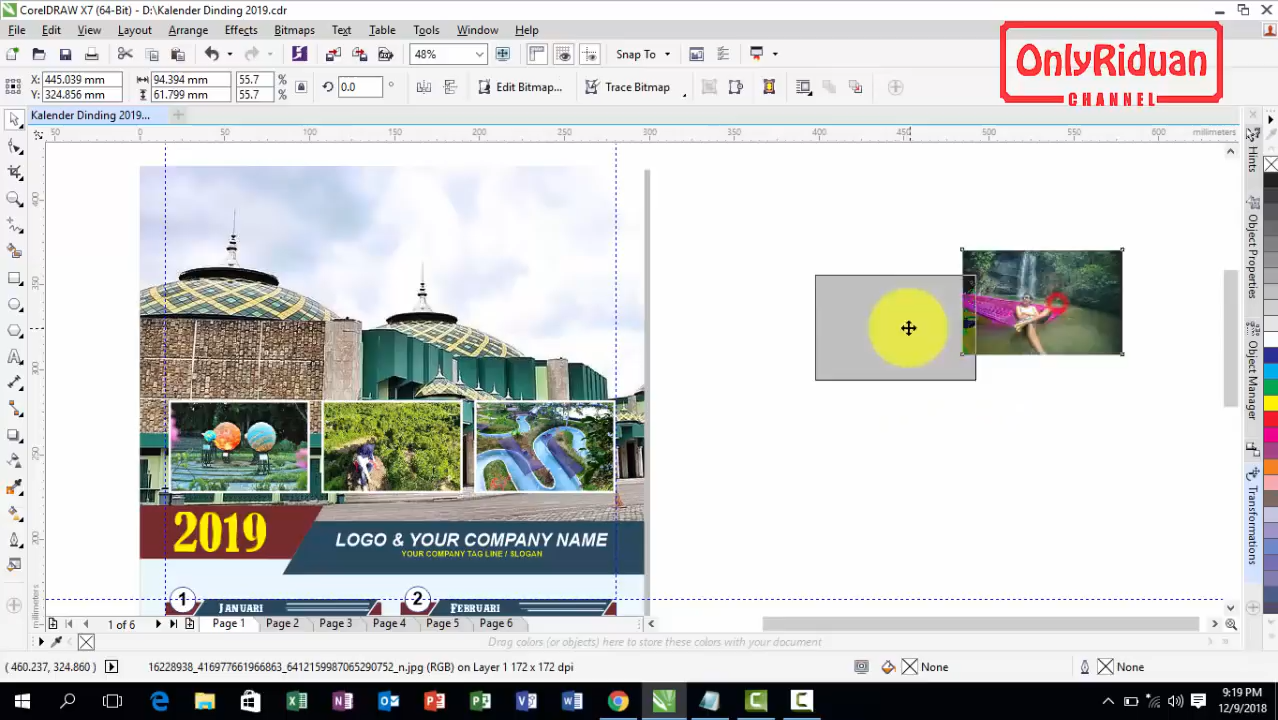 CorelDRAW X7 (64-Bit) - D:\Kalender Dinding 2019.cdr
File Edit View Layout Arrange Effects Bitmaps Text Table Tools Window Help
OnlyRiduan
CHANNEL
48% Snap To
X: 445.039 mm 94.394 mm 55.7 %
Y: 324.856 mm 61.799 mm 55.7 %
0.0 ° Edit Bitmap... Trace Bitmap
Kalender Dinding 2019...
50 0 50 100 150 200 250 300 400 450 500 550 600 millimeters
Hints
Object Properties
Object Manager
Transformations
2019
LOGO & YOUR COMPANY NAME
YOUR COMPANY TAG LINE / SLOGAN
1 Januari 2 Februari
millimeters
1 of 6 Page 1 Page 2 Page 3 Page 4 Page 5 Page 6
Drag colors (or objects) here to store these colors with your document
( 460.237, 324.860 ) 16228938_416977661966863_6412159987065290752_n.jpg (RGB) on Layer 1 172 x 172 dpi None None
9:19 PM
12/9/2018